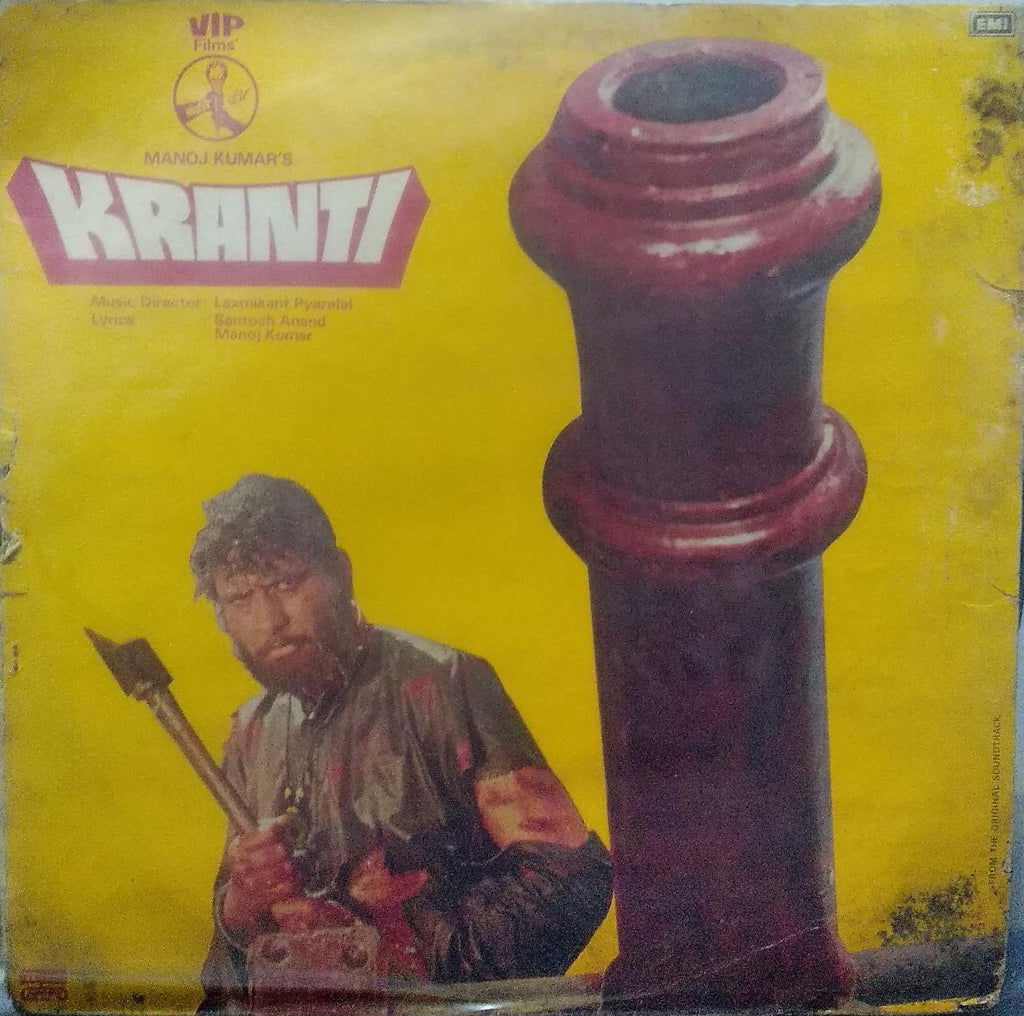 VIP
Films'
EMI
MANOJ KUMAR'S
KRANTI
Music Director Laxmikant Pyarelal
Lyrics Santosh Anand
Manoj Kumar
FROM THE ORIGINAL SOUNDTRACK